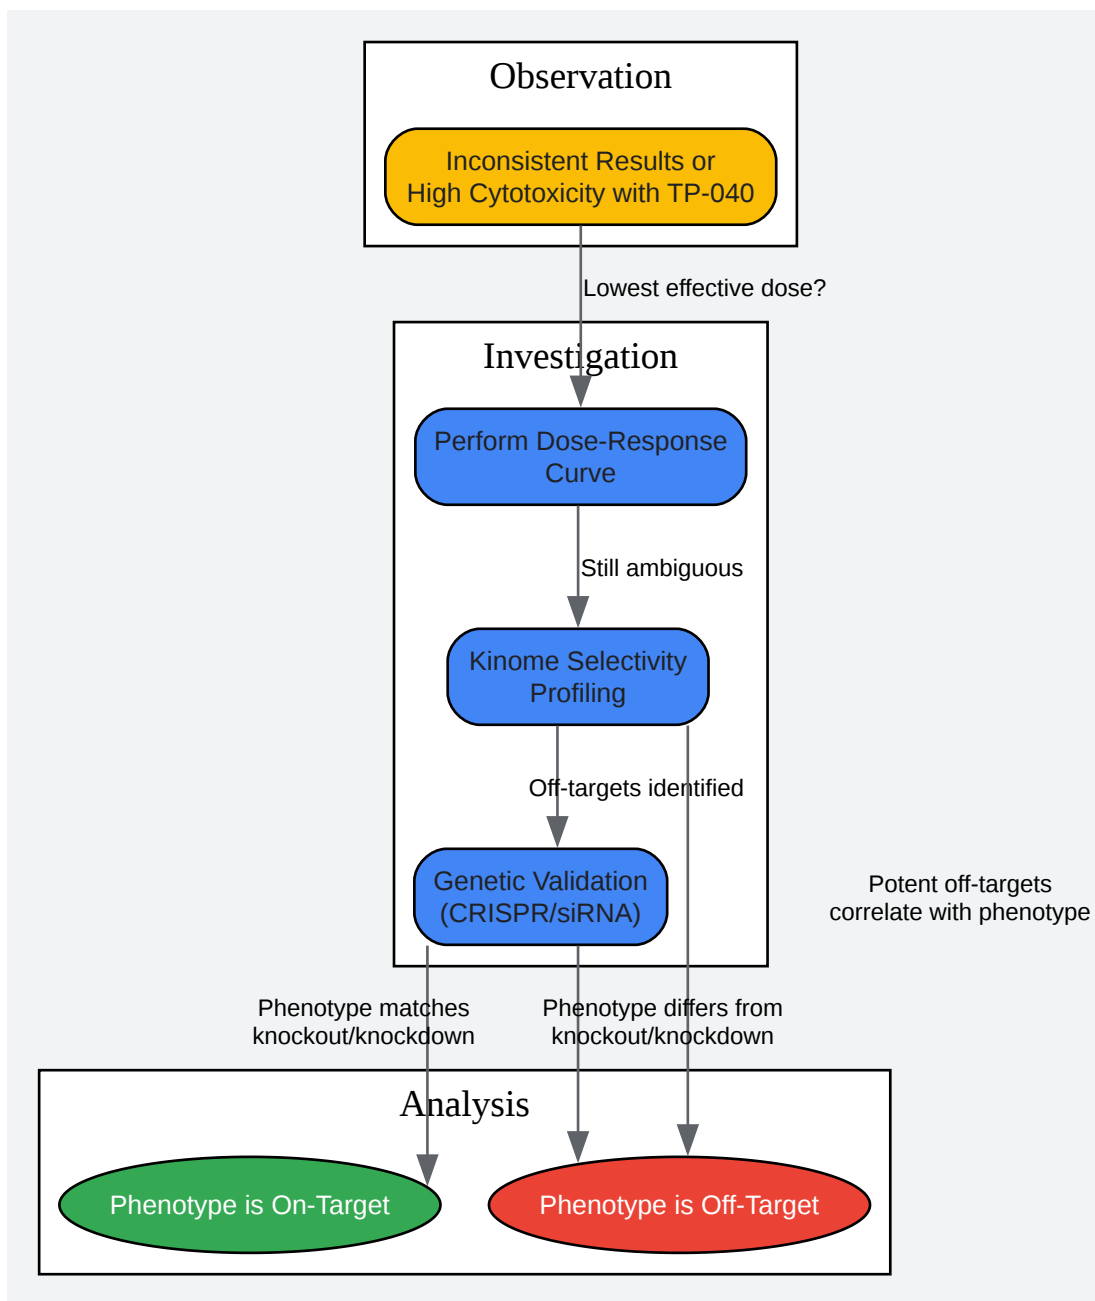 Observation
Inconsistent Results or
High Cytotoxicity with TP-040
Lowest effective dose?
Investigation
Perform Dose-Response
Curve
Still ambiguous
Kinome Selectivity
Profiling
Off-targets identified
Genetic Validation
(CRISPR/siRNA)
Potent off-targets
correlate with phenotype
Phenotype matches
knockout/knockdown
Phenotype differs from
knockout/knockdown
Analysis
Phenotype is On-Target
Phenotype is Off-Target